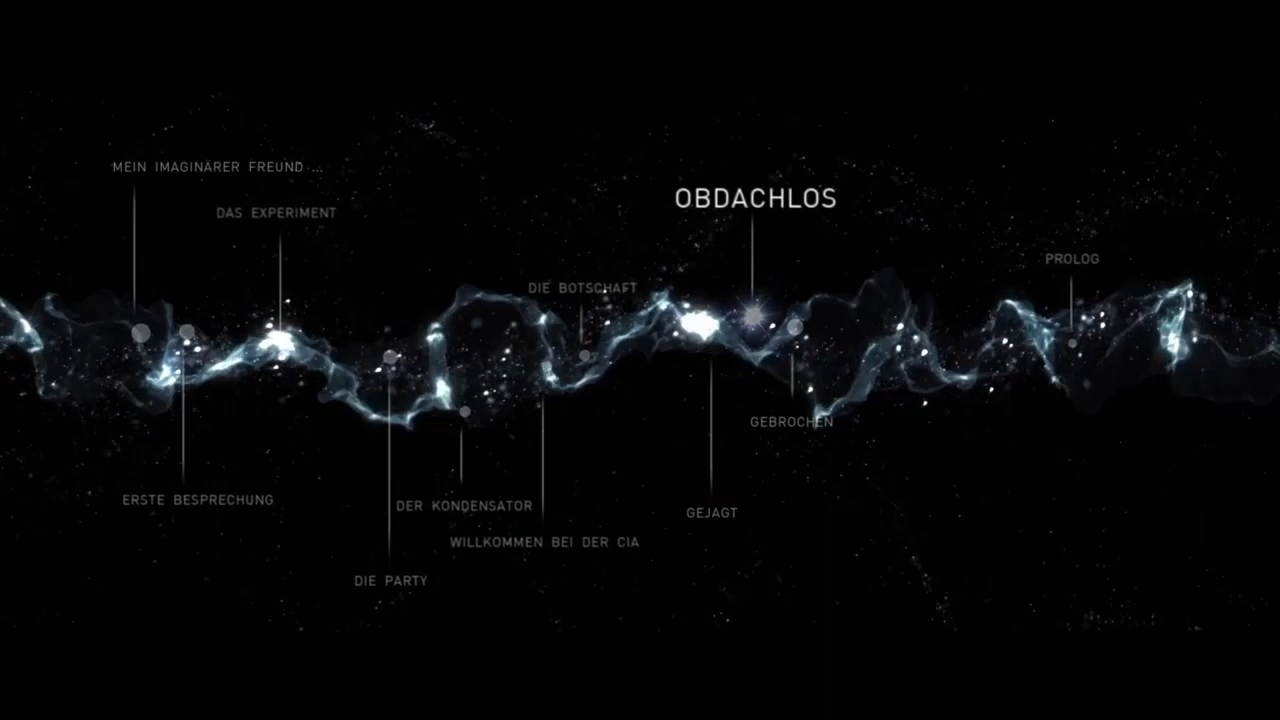 MEIN IMAGINÄRER FREUND ...
DAS EXPERIMENT
OBDACHLOS
PROLOG
DIE BOTSCHAFT
GEBROCHEN
ERSTE BESPRECHUNG
DER KONDENSATOR
GEJAGT
WILLKOMMEN BEI DER CIA
DIE PARTY